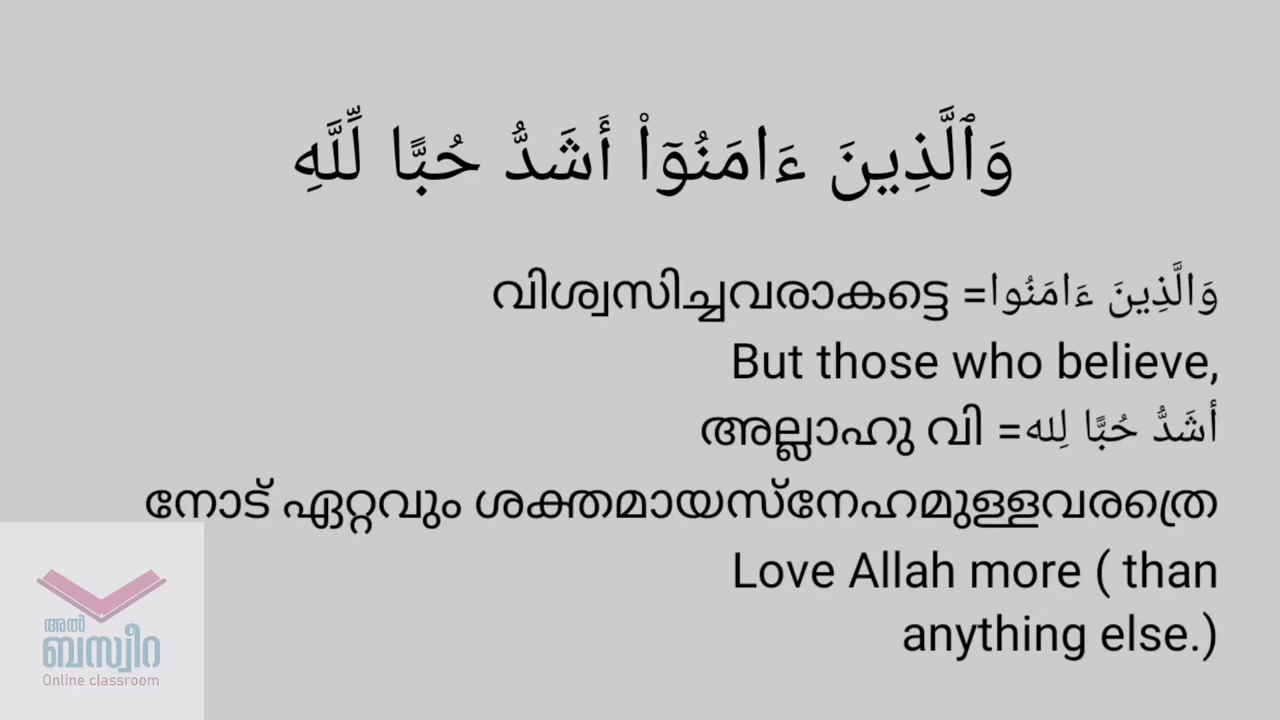 وَٱلَّذِينَ ءَامَنُوٓا۟ أَشَدُّ حُبًّا لِّلَّهِ
وَالَّذِينَ ءَامَنُوا= വിശ്വസിച്ചവരാകട്ടെ
But those who believe,
أشَدُّ حُبًّا لِله= അല്ലാഹു വി
നോട് ഏറ്റവും ശക്തമായസ്നേഹമുള്ളവരത്രെ
Love Allah more ( than
anything else.)
അൽ
ബസ്വീറ
Online classroom